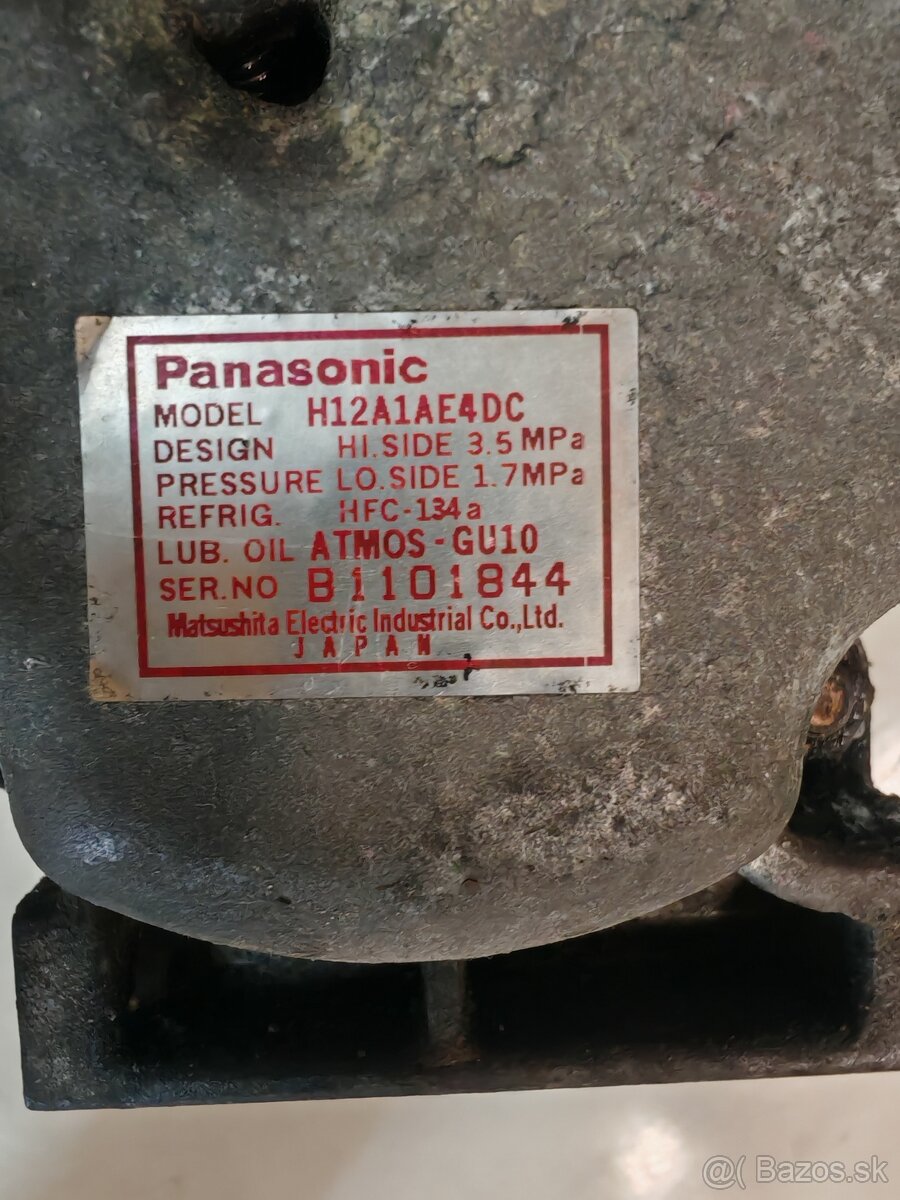 Panasonic
MODEL H12A1AE4DC
DESIGN HI.SIDE 3.5 MPa
PRESSURE LO.SIDE 1.7MPa
REFRIG. HFC-134a
LUB. OIL ATMOS-GU10
SER.NO B1101844
Matsushita Electric Industrial Co.,Ltd.
JAPAN
C
@( Bazos.sk